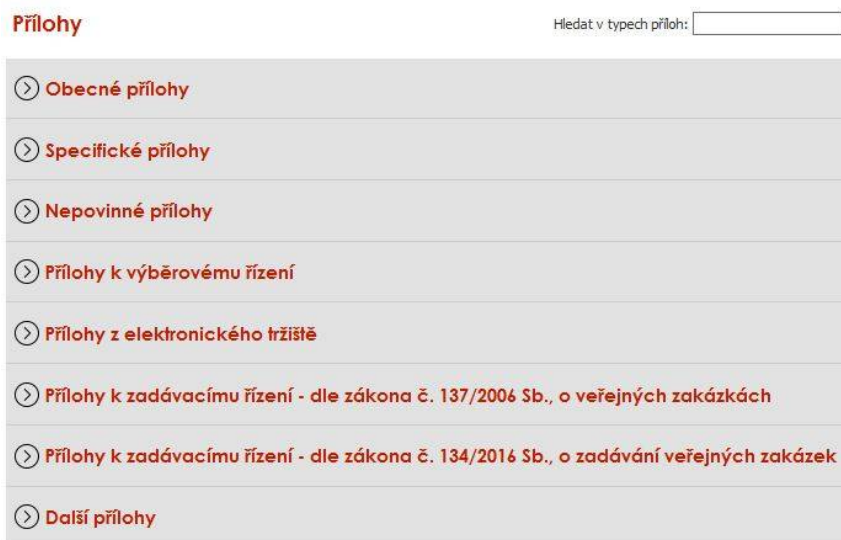 Přílohy
Hledat v typech příloh:
Obecné přílohy
Specifické přílohy
Nepovinné přílohy
Přílohy k výběrovému řízení
Přílohy z elektronického tržiště
Přílohy k zadávacímu řízení - dle zákona č. 137/2006 Sb., o veřejných zakázkách
Přílohy k zadávacímu řízení - dle zákona č. 134/2016 Sb., o zadávání veřejných zakázek
Další přílohy